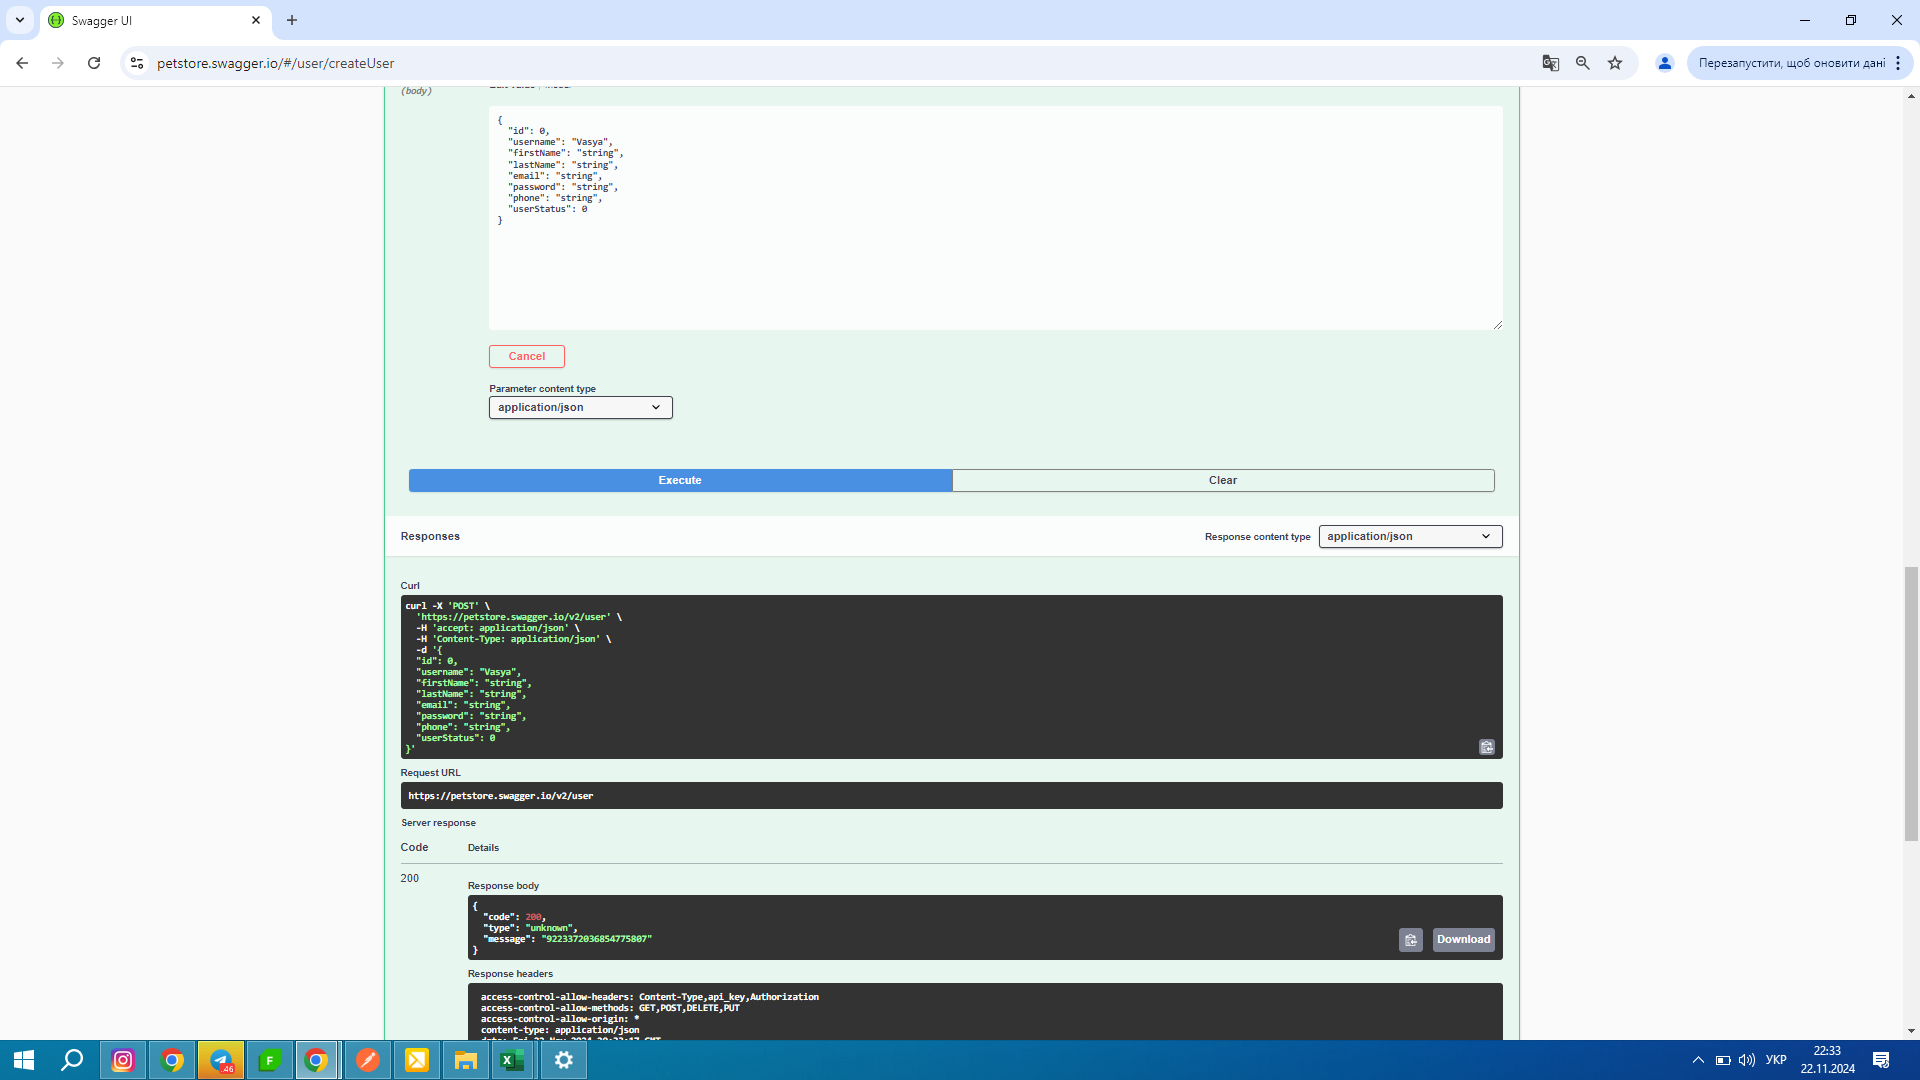 Swagger UI
petstore.swagger.io/#/user/createUser
Перезапустити, щоб оновити дані
(body)
{
"id": 0,
"username": "Vasya",
"firstName": "string",
"lastName": "string",
"email": "string",
"password": "string",
"phone": "string",
"userStatus": 0
}
Cancel
Parameter content type
application/json
Execute
Clear
Responses
Response content type
application/json
Curl
curl -X 'POST' \
'https://petstore.swagger.io/v2/user' \
-H 'accept: application/json' \
-H 'Content-Type: application/json' \
-d '{
"id": 0,
"username": "Vasya",
"firstName": "string",
"lastName": "string",
"email": "string",
"password": "string",
"phone": "string",
"userStatus": 0
}'
Request URL
https://petstore.swagger.io/v2/user
Server response
Code
Details
200
Response body
{
"code": 200,
"type": "unknown",
"message": "9223372036854775807"
}
Download
Response headers
access-control-allow-headers: Content-Type,api_key,Authorization
access-control-allow-methods: GET,POST,DELETE,PUT
access-control-allow-origin: *
content-type: application/json
46
F
УКР
22:33
22.11.2024